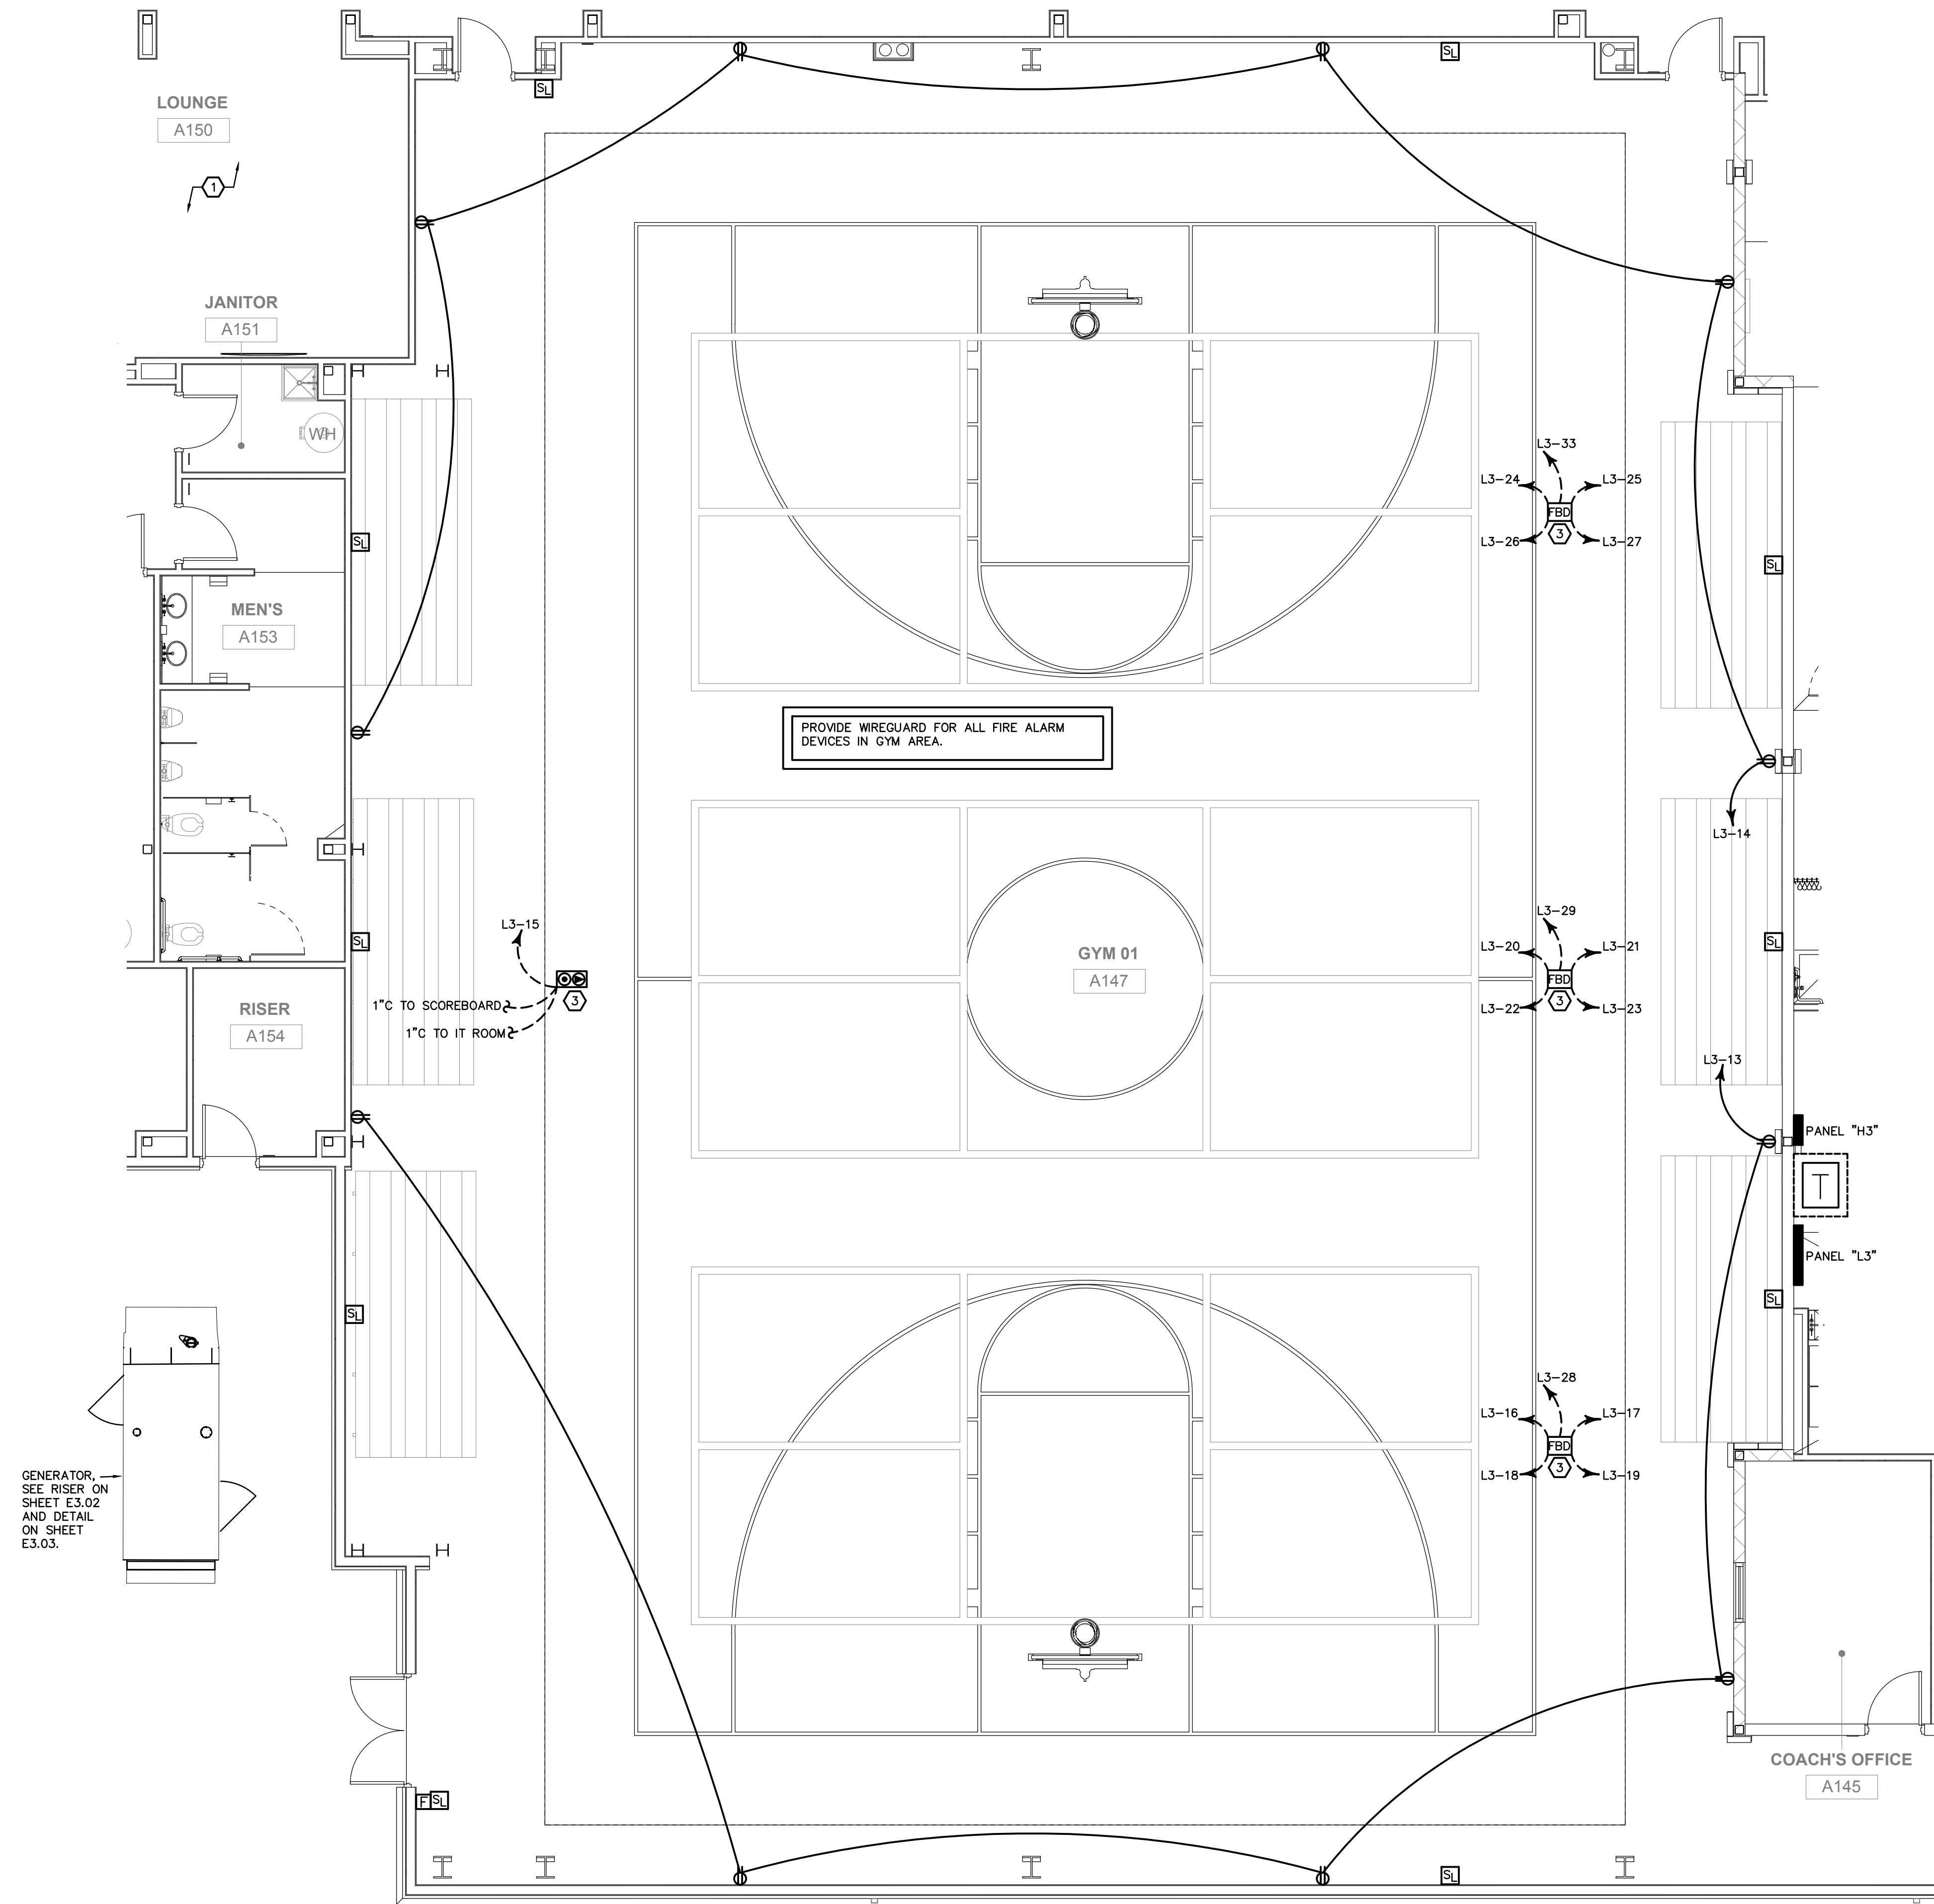 LOUNGE
A150
1
SL
SL
JANITOR
A151
WH
SL
MEN'S
A153
SL
RISER
A154
SL
GENERATOR,
SEE RISER ON
SHEET E3.02
AND DETAIL
ON SHEET
E3.03.
F SL
PROVIDE WIREGUARD FOR ALL FIRE ALARM
DEVICES IN GYM AREA.
GYM 01
A147
L3-15
1"C TO SCOREBOARD
1"C TO IT ROOM
3
L3-33
L3-24
L3-25
FBD
3
L3-26
L3-27
L3-29
L3-20
L3-21
FBD
3
L3-22
L3-23
L3-28
L3-16
L3-17
FBD
3
L3-18
L3-19
SL
L3-14
SL
L3-13
PANEL "H3"
T
PANEL "L3"
SL
COACH'S OFFICE
A145
SL